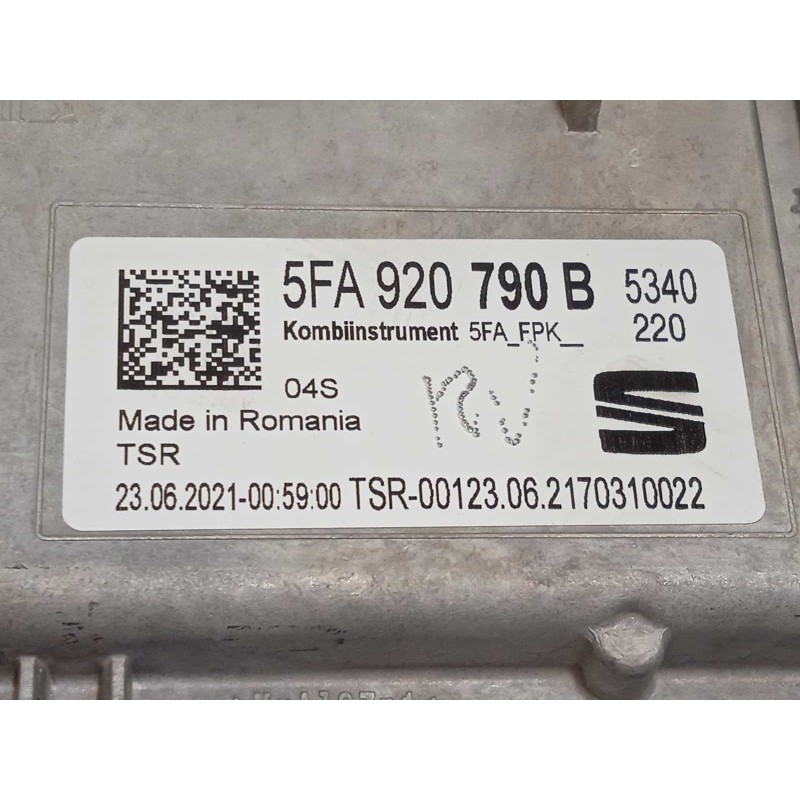 5FA 920 790 B 5340
Kombiinstrument 5FA_FPK_ 220
04S
Made in Romania
TSR
23.06.2021-00:59:00 TSR-00123.06.2170310022